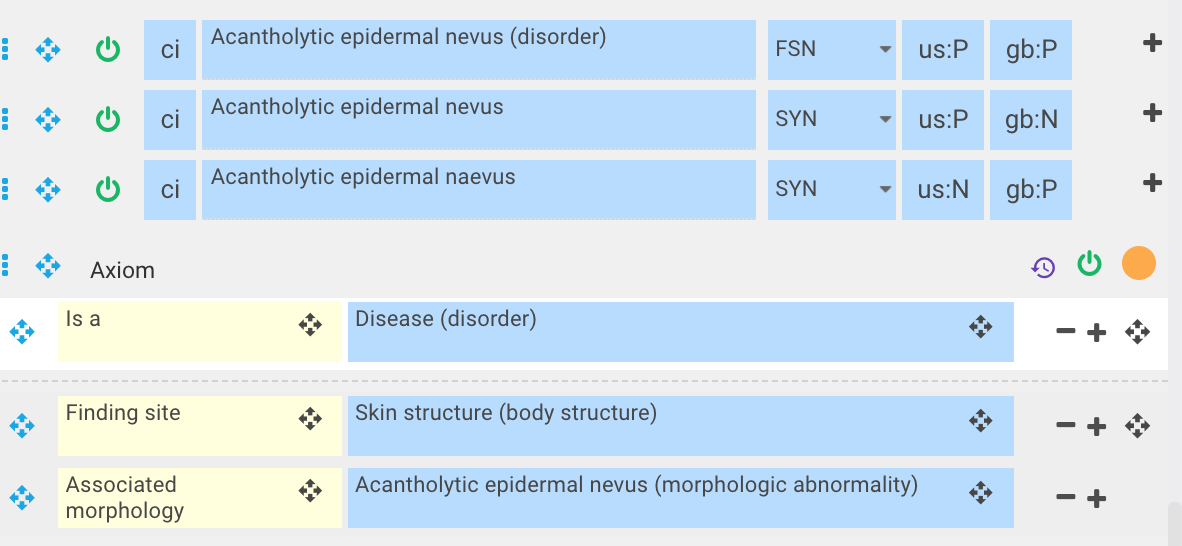 ci Acantholytic epidermal nevus (disorder) FSN us:P gb:P
ci Acantholytic epidermal nevus SYN us:P gb:N
ci Acantholytic epidermal naevus SYN us:N gb:P
Axiom
Is a Disease (disorder)
Finding site Skin structure (body structure)
Associated Acantholytic epidermal nevus (morphologic abnormality)
morphology